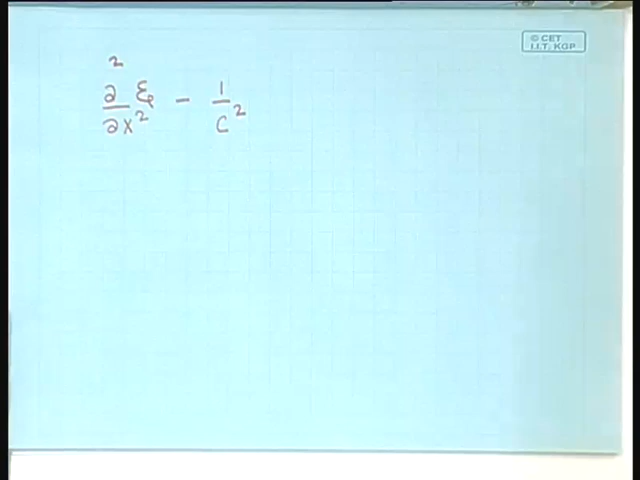 © CET
I.I.T. KGP
∂²ξ/∂x² − 1/c²